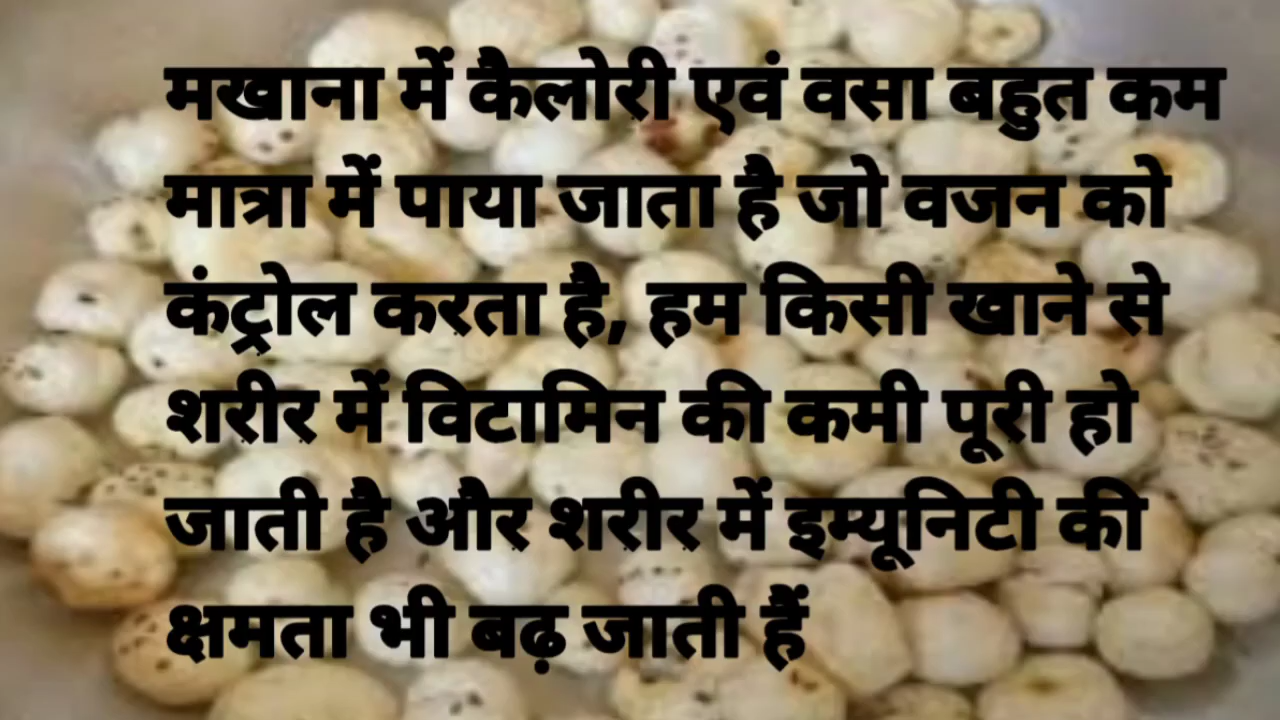 मखाना में कैलोरी एवं वसा बहुत कम
मात्रा में पाया जाता है जो वजन को
कंट्रोल करता है, हम किसी खाने से
शरीर में विटामिन की कमी पूरी हो
जाती है और शरीर में इम्यूनिटी की
क्षमता भी बढ़ जाती हैं